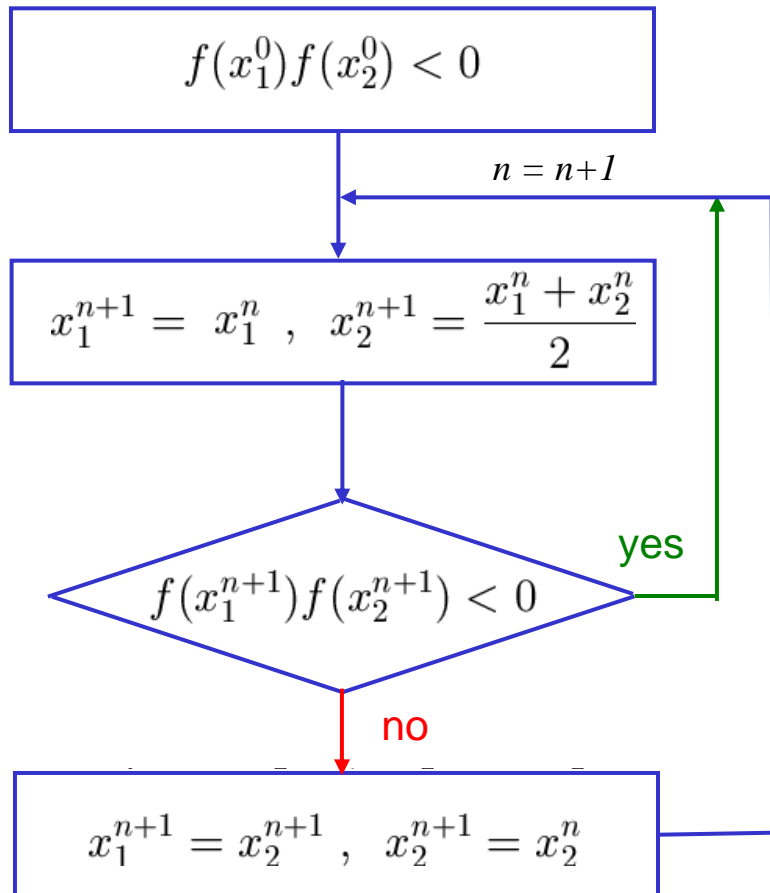 f(x_1^0)f(x_2^0) < 0
n = n+1
x_1^{n+1} = x_1^n , x_2^{n+1} = \frac{x_1^n + x_2^n}{2}
yes
f(x_1^{n+1})f(x_2^{n+1}) < 0
no
x_1^{n+1} = x_2^{n+1} , x_2^{n+1} = x_2^n